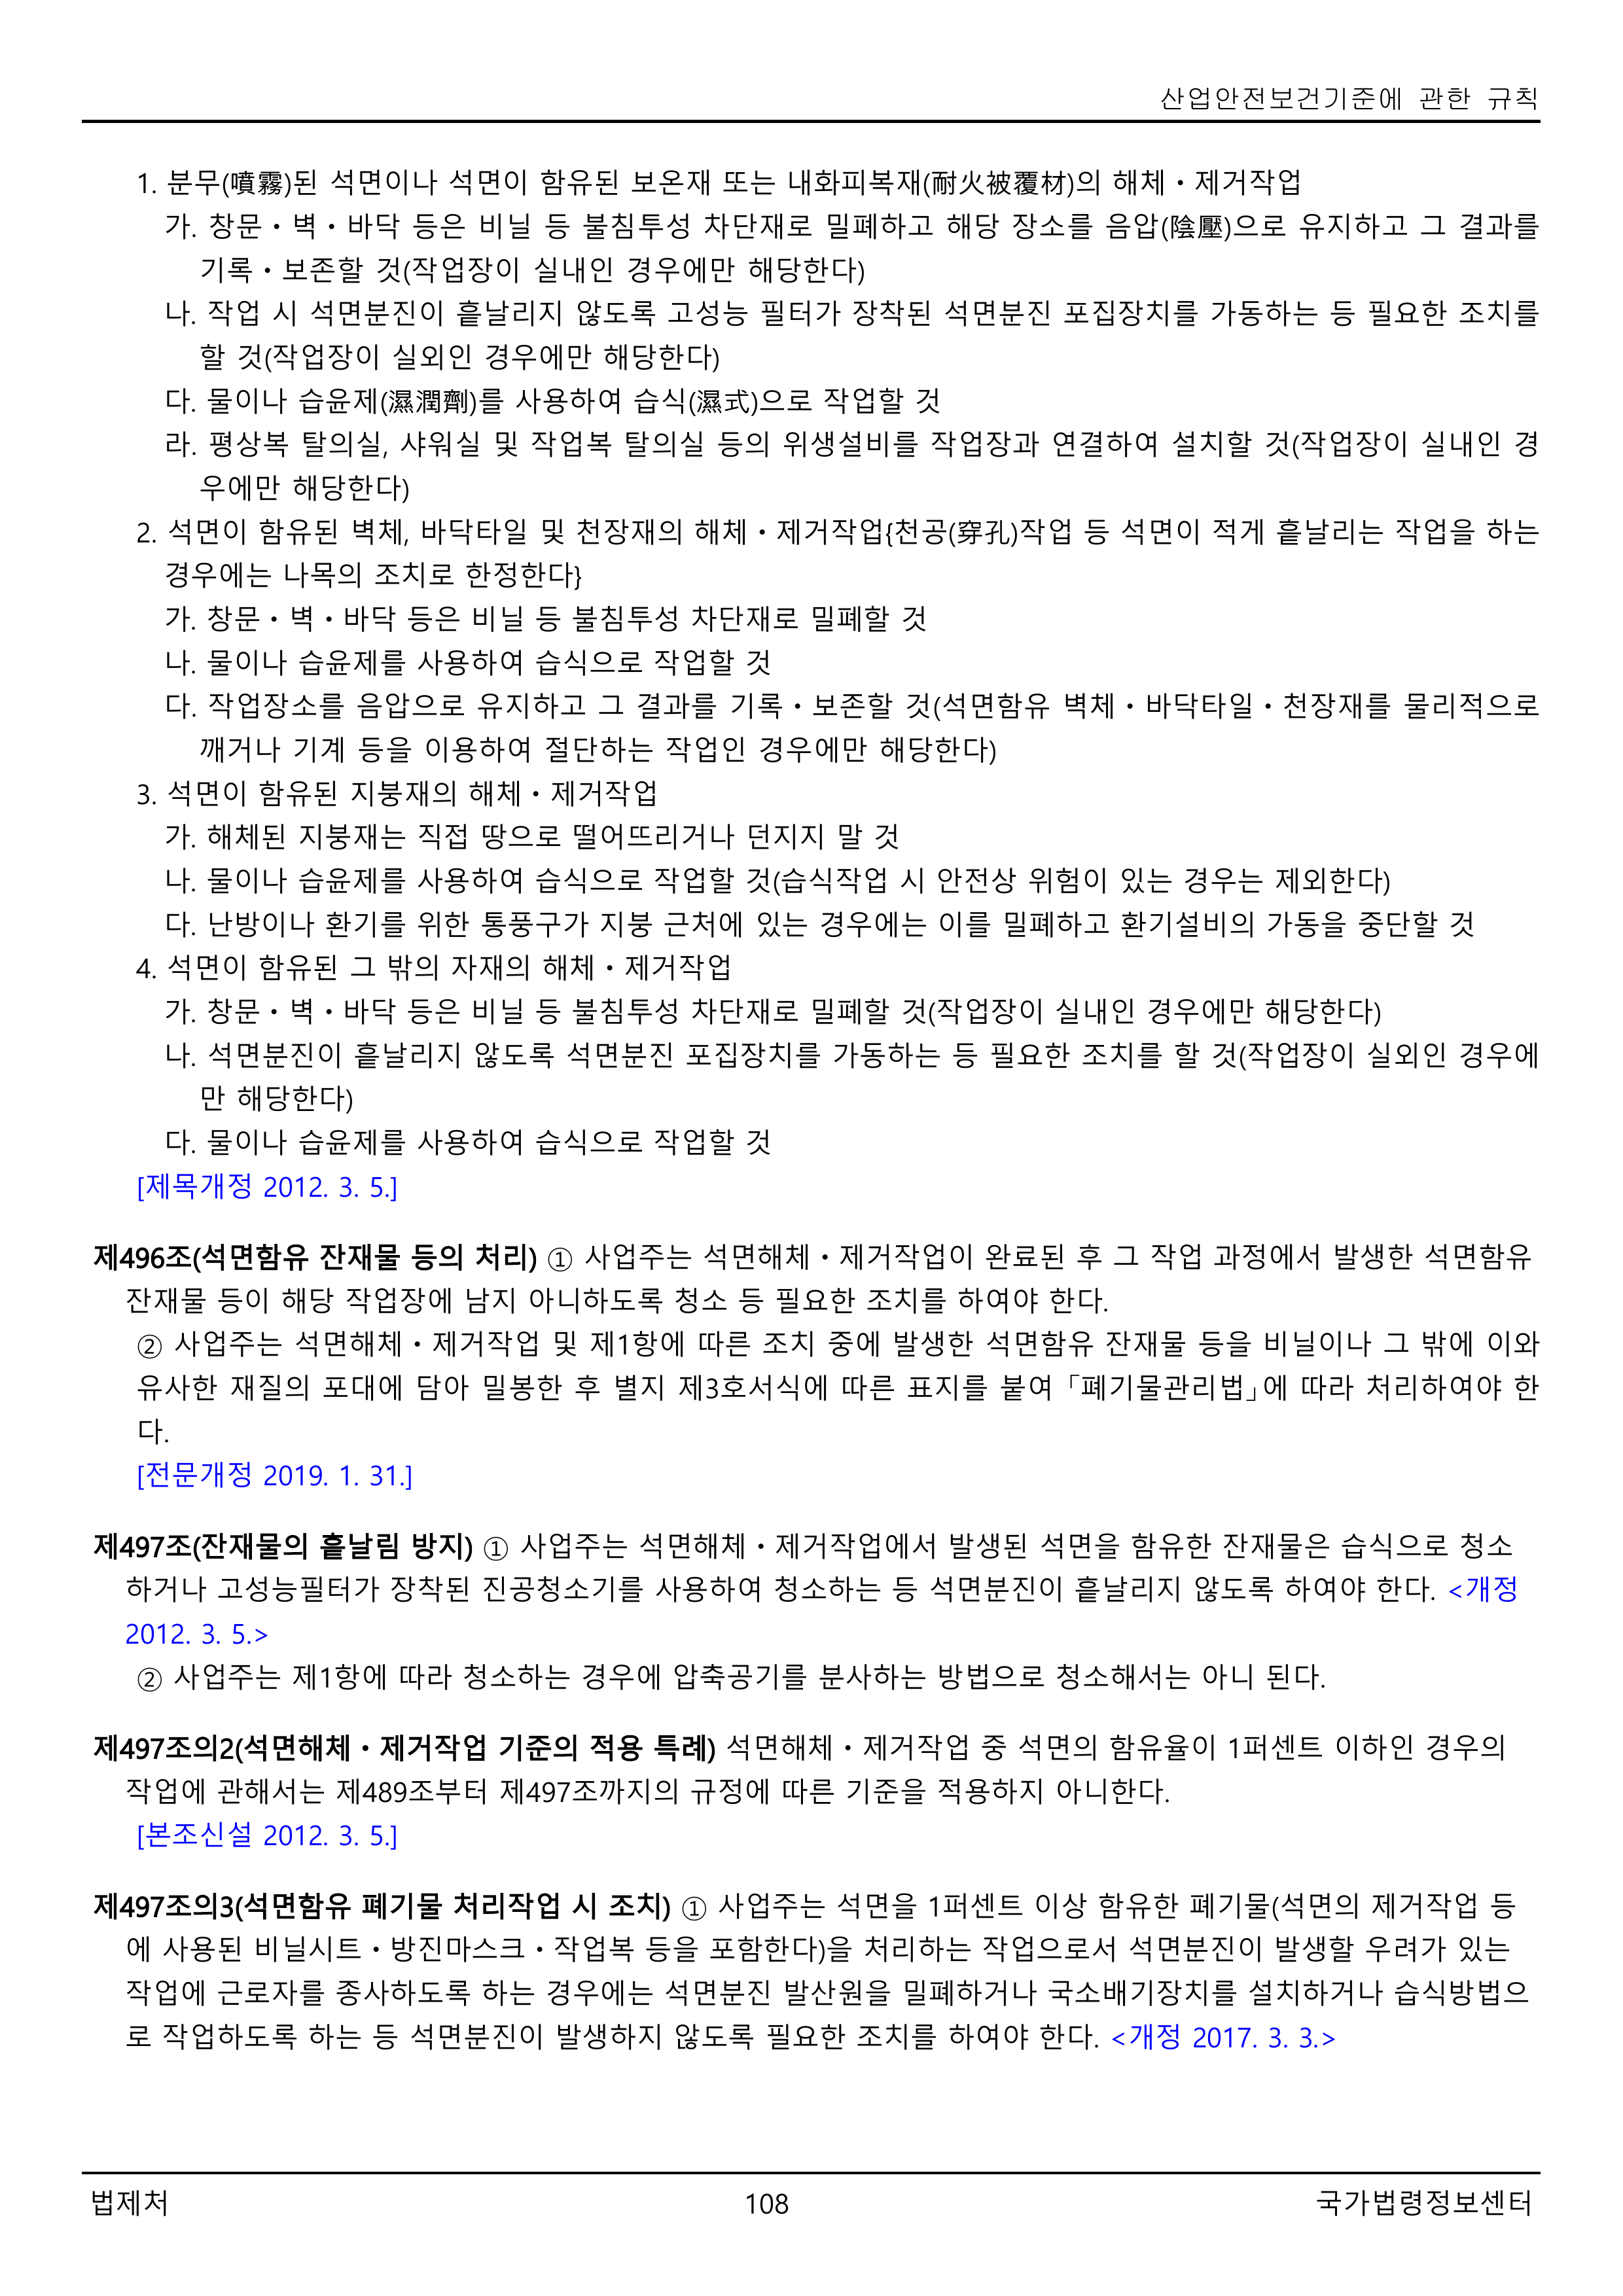 산업안전보건기준에 관한 규칙
1. 분무(噴霧)된 석면이나 석면이 함유된 보온재 또는 내화피복재(耐火被覆材)의 해체ㆍ제거작업
가. 창문ㆍ벽ㆍ바닥 등은 비닐 등 불침투성 차단재로 밀폐하고 해당 장소를 음압(陰壓)으로 유지하고 그 결과를
기록ㆍ보존할 것(작업장이 실내인 경우에만 해당한다)
나. 작업 시 석면분진이 흩날리지 않도록 고성능 필터가 장착된 석면분진 포집장치를 가동하는 등 필요한 조치를
할 것(작업장이 실외인 경우에만 해당한다)
다. 물이나 습윤제(濕潤劑)를 사용하여 습식(濕式)으로 작업할 것
라. 평상복 탈의실, 샤워실 및 작업복 탈의실 등의 위생설비를 작업장과 연결하여 설치할 것(작업장이 실내인 경
우에만 해당한다)
2. 석면이 함유된 벽체, 바닥타일 및 천장재의 해체ㆍ제거작업{천공(穿孔)작업 등 석면이 적게 흩날리는 작업을 하는
경우에는 나목의 조치로 한정한다}
가. 창문ㆍ벽ㆍ바닥 등은 비닐 등 불침투성 차단재로 밀폐할 것
나. 물이나 습윤제를 사용하여 습식으로 작업할 것
다. 작업장소를 음압으로 유지하고 그 결과를 기록ㆍ보존할 것(석면함유 벽체ㆍ바닥타일ㆍ천장재를 물리적으로
깨거나 기계 등을 이용하여 절단하는 작업인 경우에만 해당한다)
3. 석면이 함유된 지붕재의 해체ㆍ제거작업
가. 해체된 지붕재는 직접 땅으로 떨어뜨리거나 던지지 말 것
나. 물이나 습윤제를 사용하여 습식으로 작업할 것(습식작업 시 안전상 위험이 있는 경우는 제외한다)
다. 난방이나 환기를 위한 통풍구가 지붕 근처에 있는 경우에는 이를 밀폐하고 환기설비의 가동을 중단할 것
4. 석면이 함유된 그 밖의 자재의 해체ㆍ제거작업
가. 창문ㆍ벽ㆍ바닥 등은 비닐 등 불침투성 차단재로 밀폐할 것(작업장이 실내인 경우에만 해당한다)
나. 석면분진이 흩날리지 않도록 석면분진 포집장치를 가동하는 등 필요한 조치를 할 것(작업장이 실외인 경우에
만 해당한다)
다. 물이나 습윤제를 사용하여 습식으로 작업할 것
[제목개정 2012. 3. 5.]
제496조(석면함유 잔재물 등의 처리) ① 사업주는 석면해체ㆍ제거작업이 완료된 후 그 작업 과정에서 발생한 석면함유
잔재물 등이 해당 작업장에 남지 아니하도록 청소 등 필요한 조치를 하여야 한다.
② 사업주는 석면해체ㆍ제거작업 및 제1항에 따른 조치 중에 발생한 석면함유 잔재물 등을 비닐이나 그 밖에 이와
유사한 재질의 포대에 담아 밀봉한 후 별지 제3호서식에 따른 표지를 붙여 「폐기물관리법」에 따라 처리하여야 한
다.
[전문개정 2019. 1. 31.]
제497조(잔재물의 흩날림 방지) ① 사업주는 석면해체ㆍ제거작업에서 발생된 석면을 함유한 잔재물은 습식으로 청소
하거나 고성능필터가 장착된 진공청소기를 사용하여 청소하는 등 석면분진이 흩날리지 않도록 하여야 한다. <개정
2012. 3. 5.>
② 사업주는 제1항에 따라 청소하는 경우에 압축공기를 분사하는 방법으로 청소해서는 아니 된다.
제497조의2(석면해체ㆍ제거작업 기준의 적용 특례) 석면해체ㆍ제거작업 중 석면의 함유율이 1퍼센트 이하인 경우의
작업에 관해서는 제489조부터 제497조까지의 규정에 따른 기준을 적용하지 아니한다.
[본조신설 2012. 3. 5.]
제497조의3(석면함유 폐기물 처리작업 시 조치) ① 사업주는 석면을 1퍼센트 이상 함유한 폐기물(석면의 제거작업 등
에 사용된 비닐시트ㆍ방진마스크ㆍ작업복 등을 포함한다)을 처리하는 작업으로서 석면분진이 발생할 우려가 있는
작업에 근로자를 종사하도록 하는 경우에는 석면분진 발산원을 밀폐하거나 국소배기장치를 설치하거나 습식방법으
로 작업하도록 하는 등 석면분진이 발생하지 않도록 필요한 조치를 하여야 한다. <개정 2017. 3. 3.>
법제처 108 국가법령정보센터